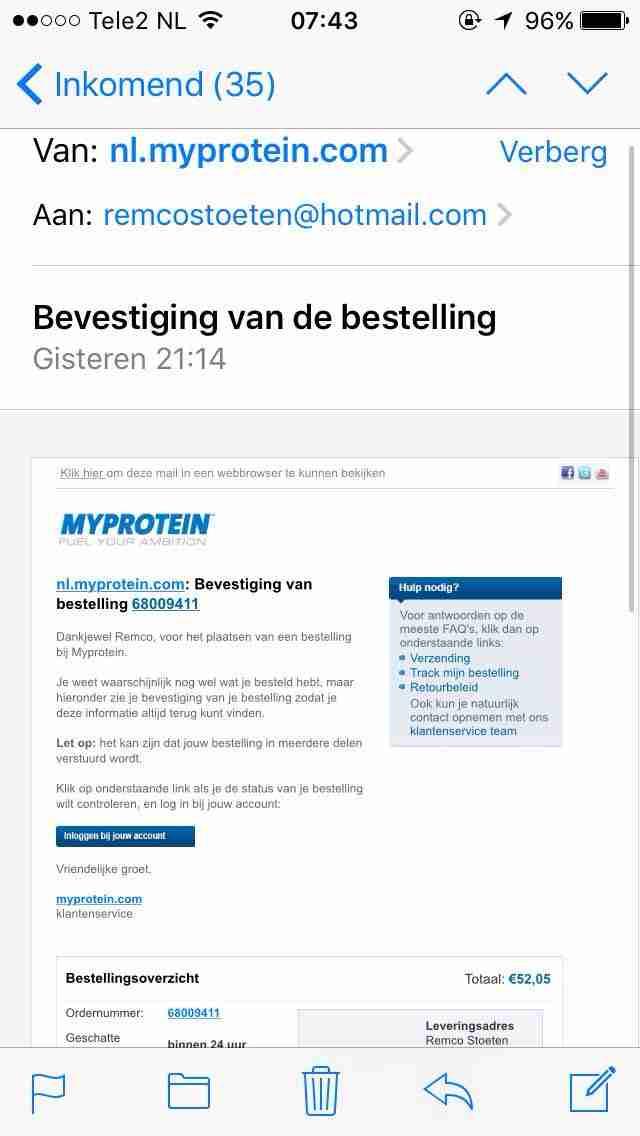 Tele2 NL 07:43 96%
Inkomend (35)
Van: nl.myprotein.com Verberg
Aan: remcostoeten@hotmail.com
Bevestiging van de bestelling
Gisteren 21:14
Klik hier om deze mail in een webbrowser te kunnen bekijken
MYPROTEIN
FUEL YOUR AMBITION
nl.myprotein.com: Bevestiging van
bestelling 68009411
Dankjewel Remco, voor het plaatsen van een bestelling
bij Myprotein.
Je weet waarschijnlijk nog wel wat je besteld hebt, maar
hieronder zie je bevestiging van je bestelling zodat je
deze informatie altijd terug kunt vinden.
Let op: het kan zijn dat jouw bestelling in meerdere delen
verstuurd wordt.
Klik op onderstaande link als je de status van je bestelling
wilt controleren, en log in bij jouw account:
Inloggen bij jouw account
Vriendelijke groet,
myprotein.com
klantenservice
Hulp nodig?
Voor antwoorden op de
meeste FAQ's, klik dan op
onderstaande links:
Verzending
Track mijn bestelling
Retourbeleid
Ook kun je natuurlijk
contact opnemen met ons
klantenservice team
Bestellingsoverzicht Totaal: €52,05
Ordernummer: 68009411
Geschatte binnen 24 uur
Leveringsadres
Remco Stoeten